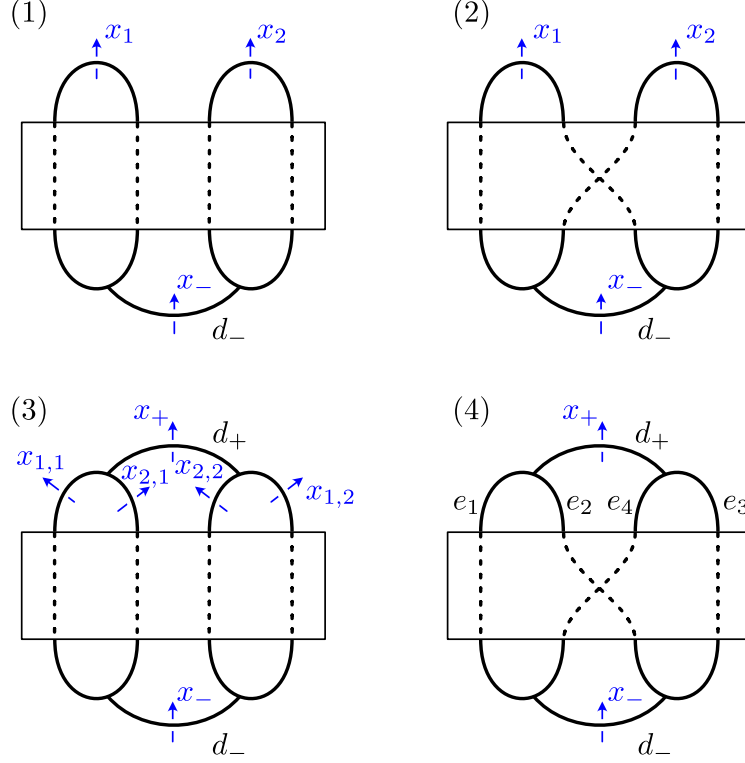 (1) x₁ x₂
x₋
d₋
(2) x₁ x₂
x₋
d₋
(3) x₊ d₊
x₁,₁ x₂,₁ x₂,₂ x₁,₂
x₋
d₋
(4) x₊ d₊
e₁ e₂ e₄ e₃
x₋
d₋